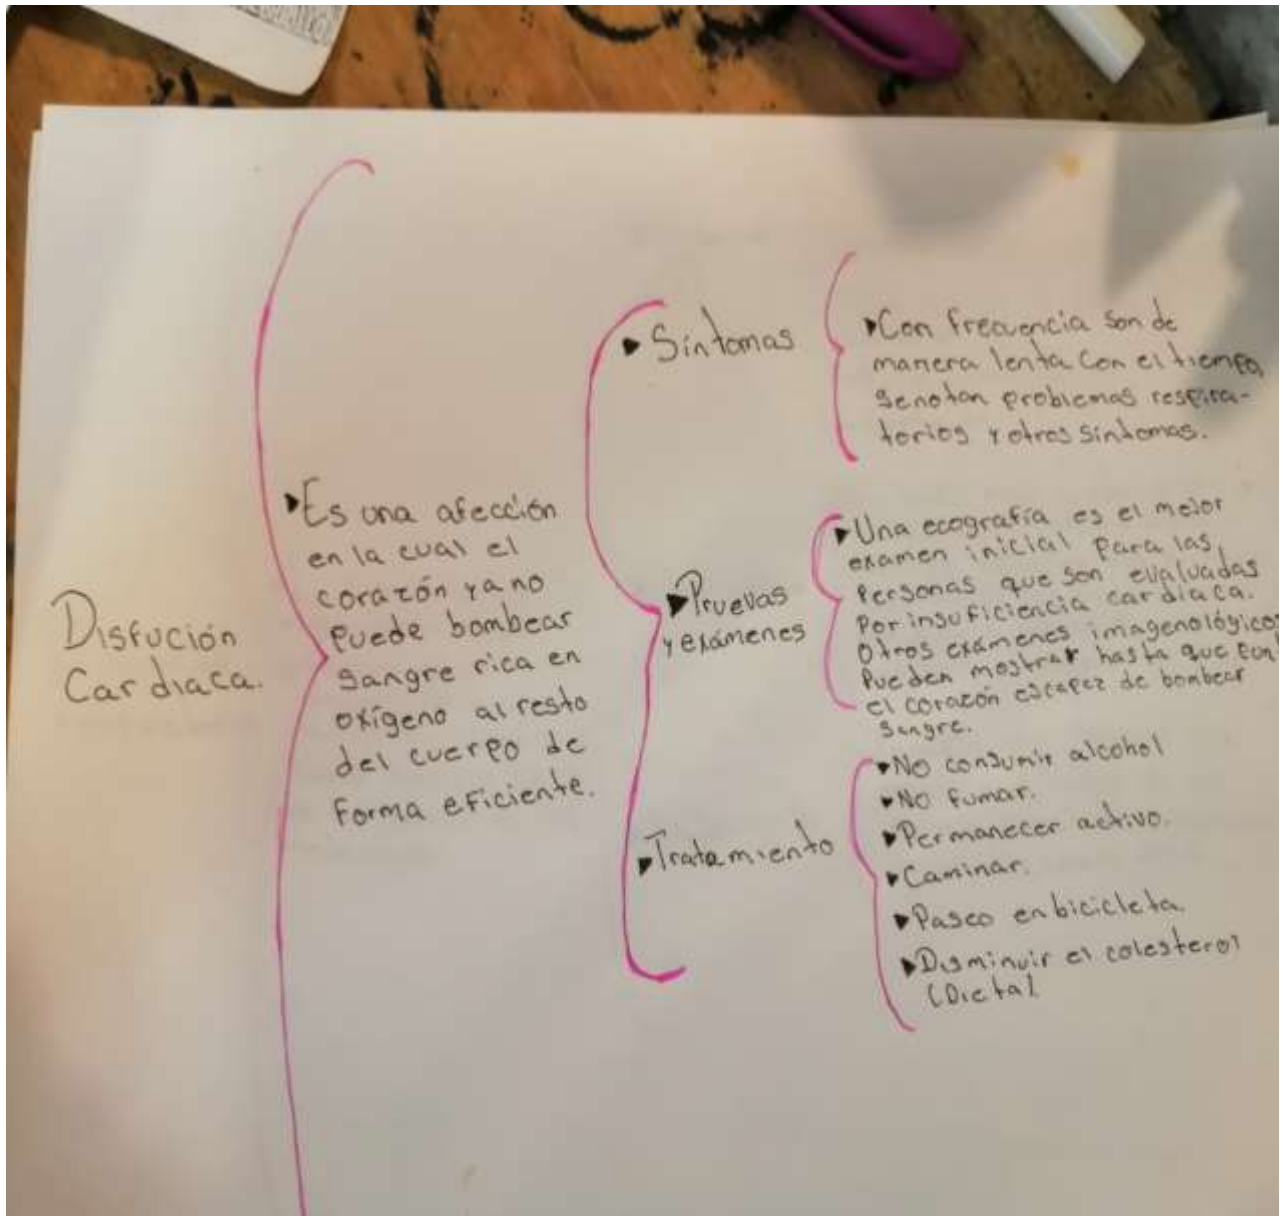 Disfución
Cardiaca.
▶Es una afección
en la cual el
corazón ya no
puede bombear
sangre rica en
oxígeno al resto
del cuerpo de
forma eficiente.
▶ Síntomas
▶Con frecuencia son de
manera lenta con el tiempo,
senotan problemas respira-
torios y otros síntomas.
▶Pruevas
y exámenes
▶Una ecografía es el mejor
examen inicial para las
personas que son evaluadas
por insuficiencia cardiaca.
Otros exámenes imagenológicos
Pueden mostrar hasta que
el corazón es capaz de bombear
sangre.
▶Tratamiento
▶No consumir alcohol
▶No fumar.
▶Permanecer activo.
▶Caminar.
▶Paseo en bicicleta.
▶Disminuir el colesterol
(Dieta)